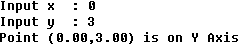 Input x  : 0
Input y  : 3
Point (0.00,3.00) is on Y Axis